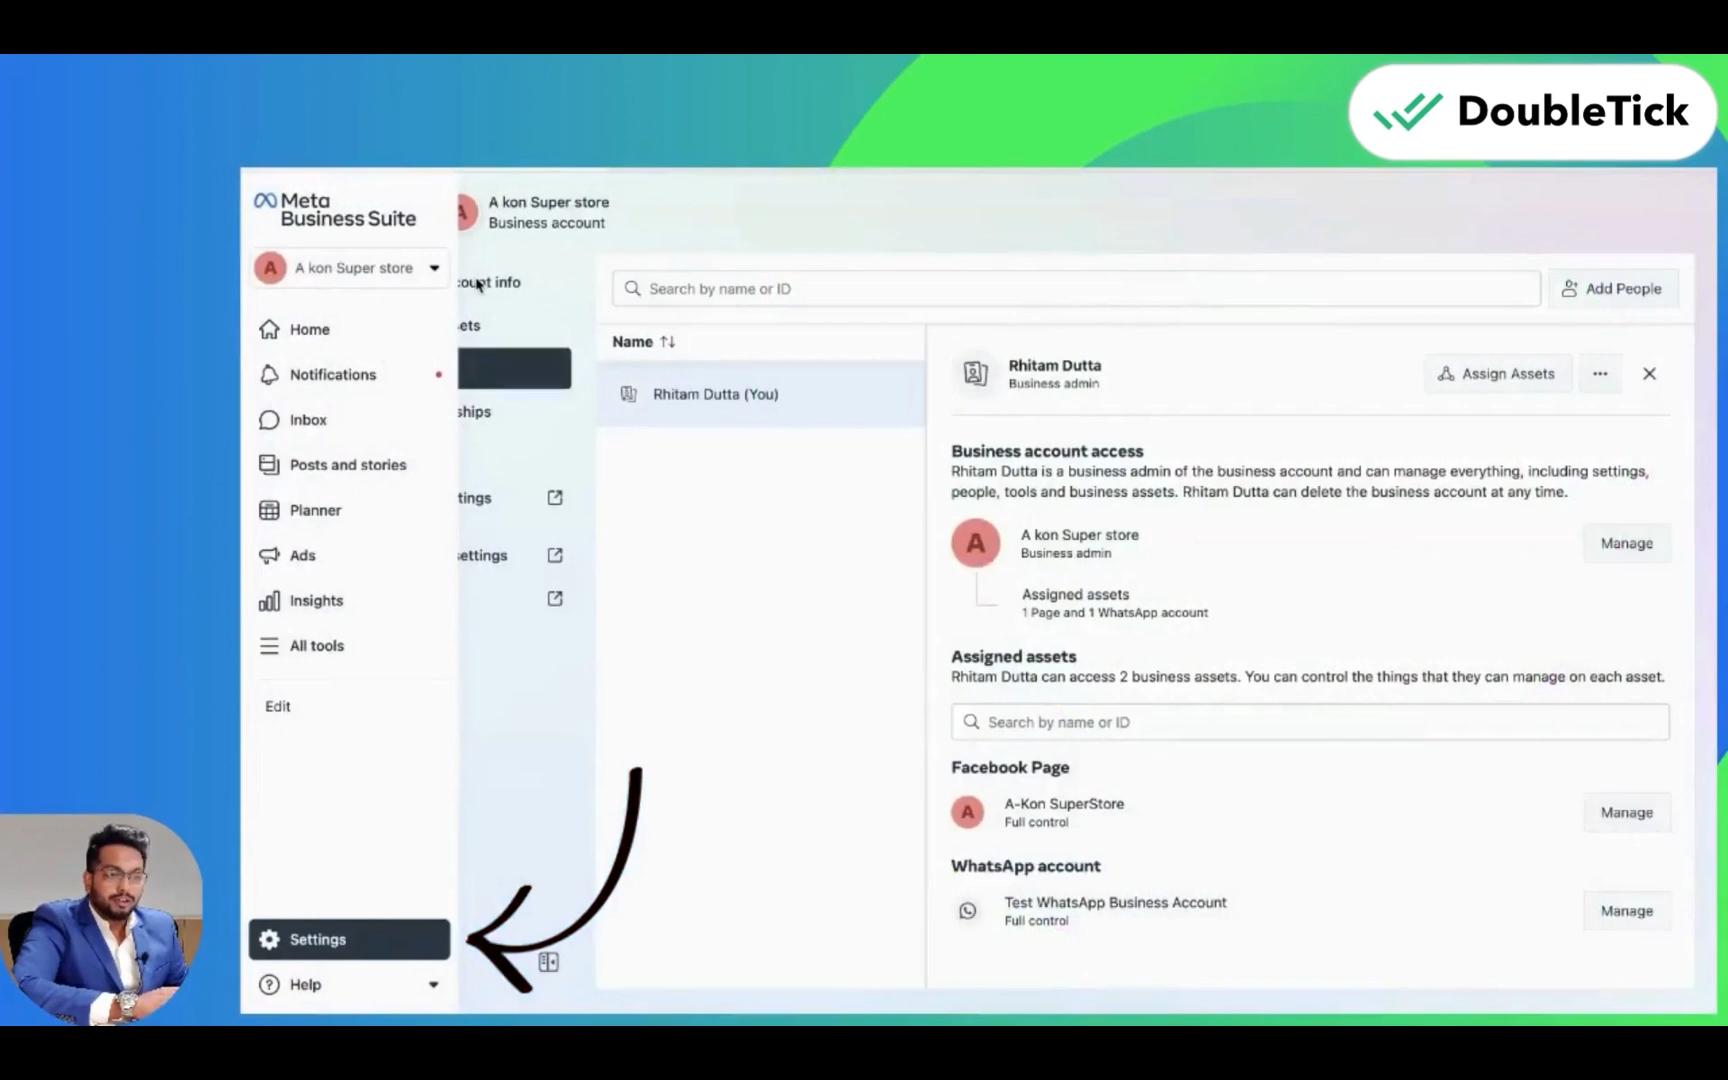 DoubleTick
Meta
Business Suite
A kon Super store
Home
Notifications
Inbox
Posts and stories
Planner
Ads
Insights
All tools
Edit
Settings
Help
A
A kon Super store
Business account
count info
ets
ships
tings
settings
Search by name or ID
Add People
Name
Rhitam Dutta (You)
Rhitam Dutta
Business admin
Assign Assets
Business account access
Rhitam Dutta is a business admin of the business account and can manage everything, including settings,
people, tools and business assets. Rhitam Dutta can delete the business account at any time.
A
A kon Super store
Business admin
Manage
Assigned assets
1 Page and 1 WhatsApp account
Assigned assets
Rhitam Dutta can access 2 business assets. You can control the things that they can manage on each asset.
Search by name or ID
Facebook Page
A
A-Kon SuperStore
Full control
Manage
WhatsApp account
Test WhatsApp Business Account
Full control
Manage